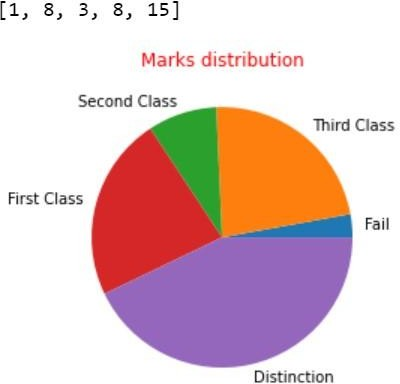 [1, 8, 3, 8, 15]
Marks distribution
Second Class
Third Class
First Class
Fail
Distinction